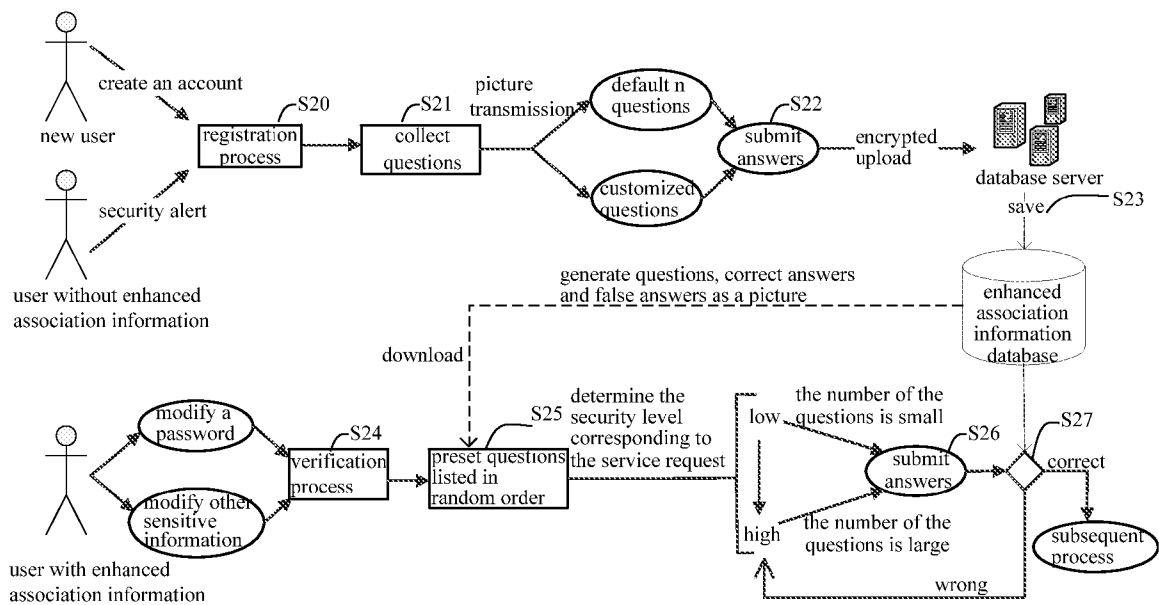 create an account
new user
S20
registration
process
security alert
user without enhanced
association information
S21
collect
questions
picture
transmission
default n
questions
customized
questions
S22
submit
answers
encrypted
upload
database server
save
S23
enhanced
association
information
database
generate questions, correct answers
and false answers as a picture
download
modify a
password
modify other
sensitive
information
user with enhanced
association information
S24
verification
process
S25
preset questions
listed in
random order
determine the
security level
corresponding to
the service request
low
high
the number of the
questions is small
the number of the
questions is large
S26
submit
answers
S27
correct
subsequent
process
wrong